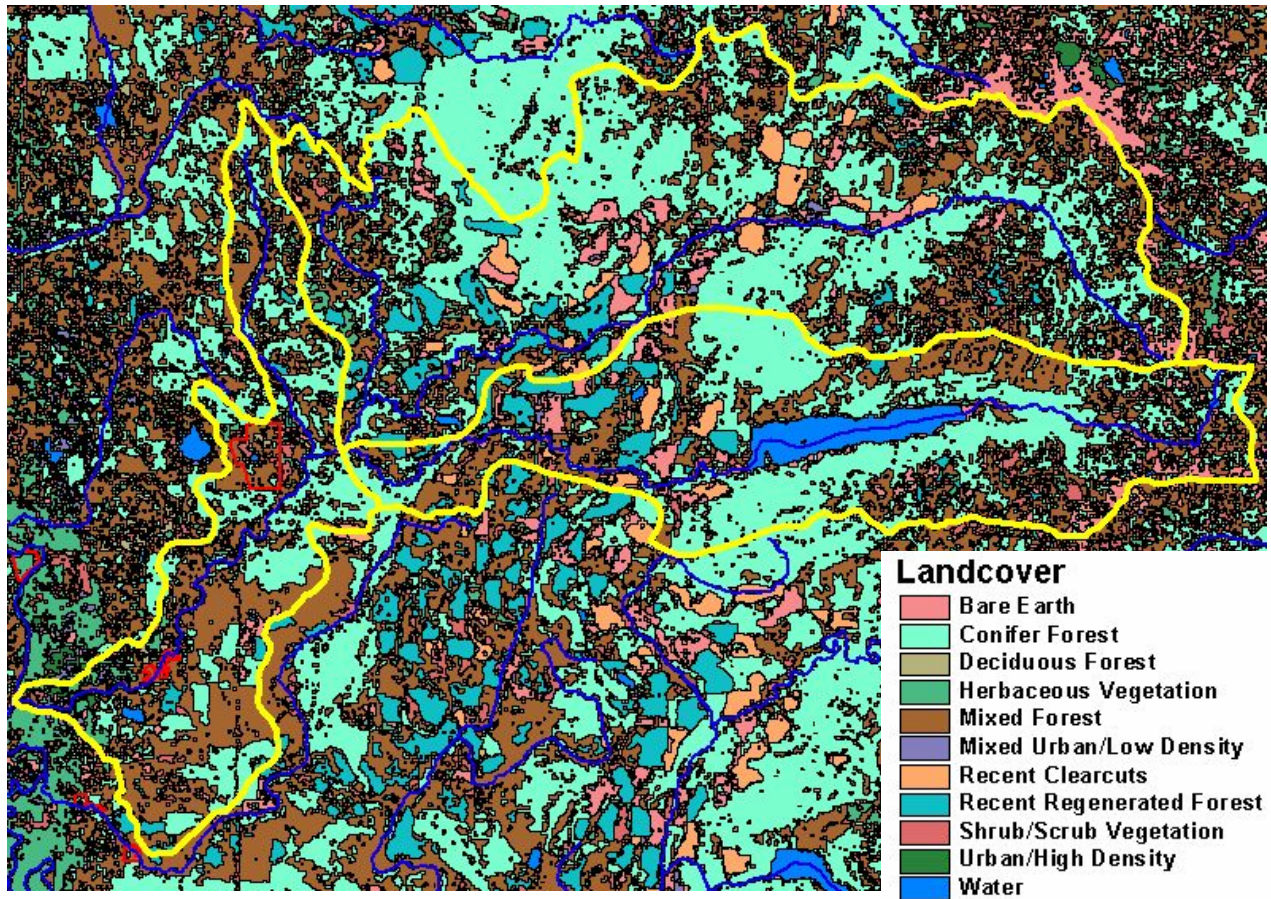 Landcover
Bare Earth
Conifer Forest
Deciduous Forest
Herbaceous Vegetation
Mixed Forest
Mixed Urban/Low Density
Recent Clearcuts
Recent Regenerated Forest
Shrub/Scrub Vegetation
Urban/High Density
Water